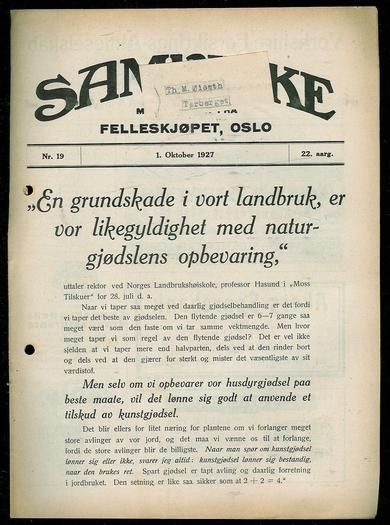 SAM KE
Th. M. Øiseth
Tørberget
M RA
FELLESKJØPET, OSLO
Nr. 19 1. Oktober 1927 22. aarg.
„En grundskade i vort landbruk, er
vor likegyldighet med natur-
gjødslens opbevaring,“
uttaler rektor ved Norges Landbrukshøiskole, professor Hasund i „Moss
Tilskuer“ for 28. juli d. a.
Naar vi taper saa meget ved daarlig gjødselbehandling er det fordi
vi taper det beste av gjødselen. Den flytende gjødsel er 6—7 gange saa
meget værd som den faste om vi tar samme vektmengde. Men hvor
meget taper vi som regel av den flytende gjødsel? Det er vel ikke
sjelden at vi taper mere end halvparten, dels ved at den rinder bort
og dels ved at den gjærer for sterkt og mister det væsentligste av sit
værdistof.
Men selv om vi opbevarer vor husdyrgjødsel paa
beste maate, vil det lønne sig godt at anvende et
tilskud av kunstgjødsel.
Det blir ellers for litet næring for plantene om vi forlanger meget
store avlinger av vor jord, og det maa vi vænne os til at forlange,
fordi de store avlinger blir de billigste. Naar man spør om kunstgjødsel
lønner sig eller ikke, svarer jeg altid: kunstgjødsel lønner sig bestandig,
naar den brukes ret. Spart gjødsel er tapt avling og daarlig forretning
i jordbruket. Den setning er like saa sikker som at 2 + 2 = 4.“